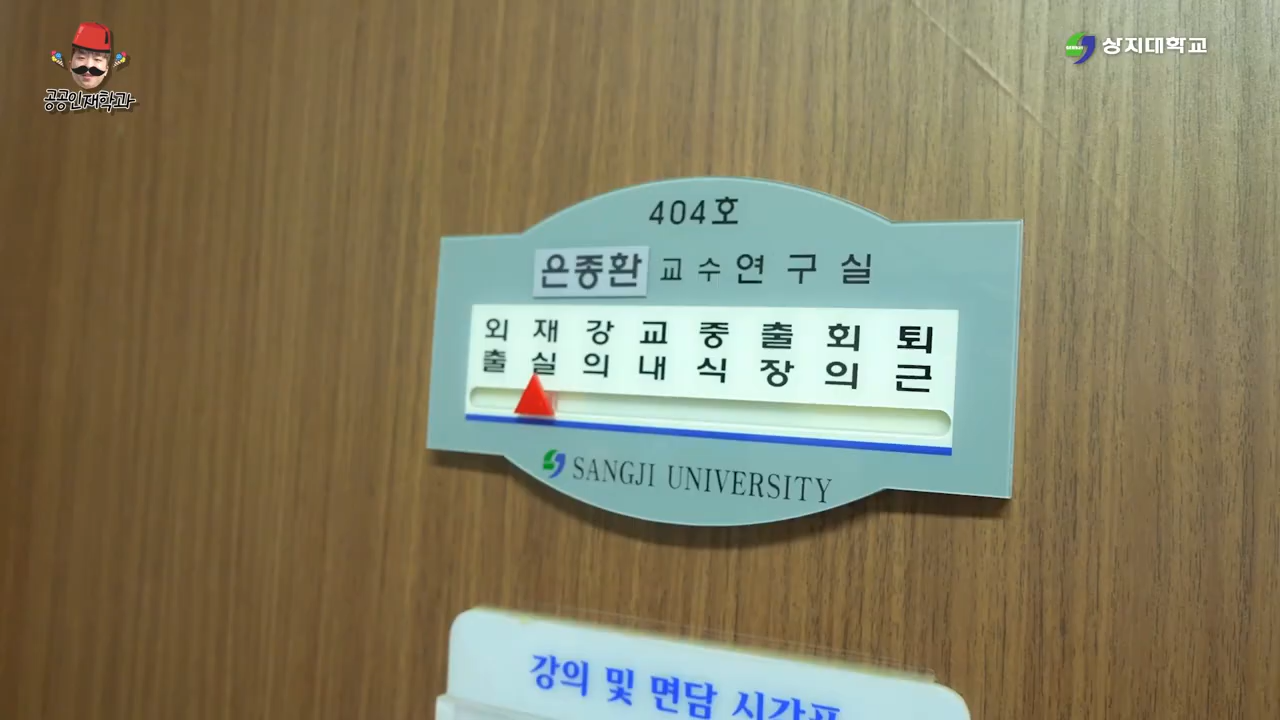 공공인재학과
상지대학교
404호
은종환 교수연구실
외출 재실 강의 교내 중식 출장 회의 퇴근
SANGJI UNIVERSITY
강의 및 면담 시간표